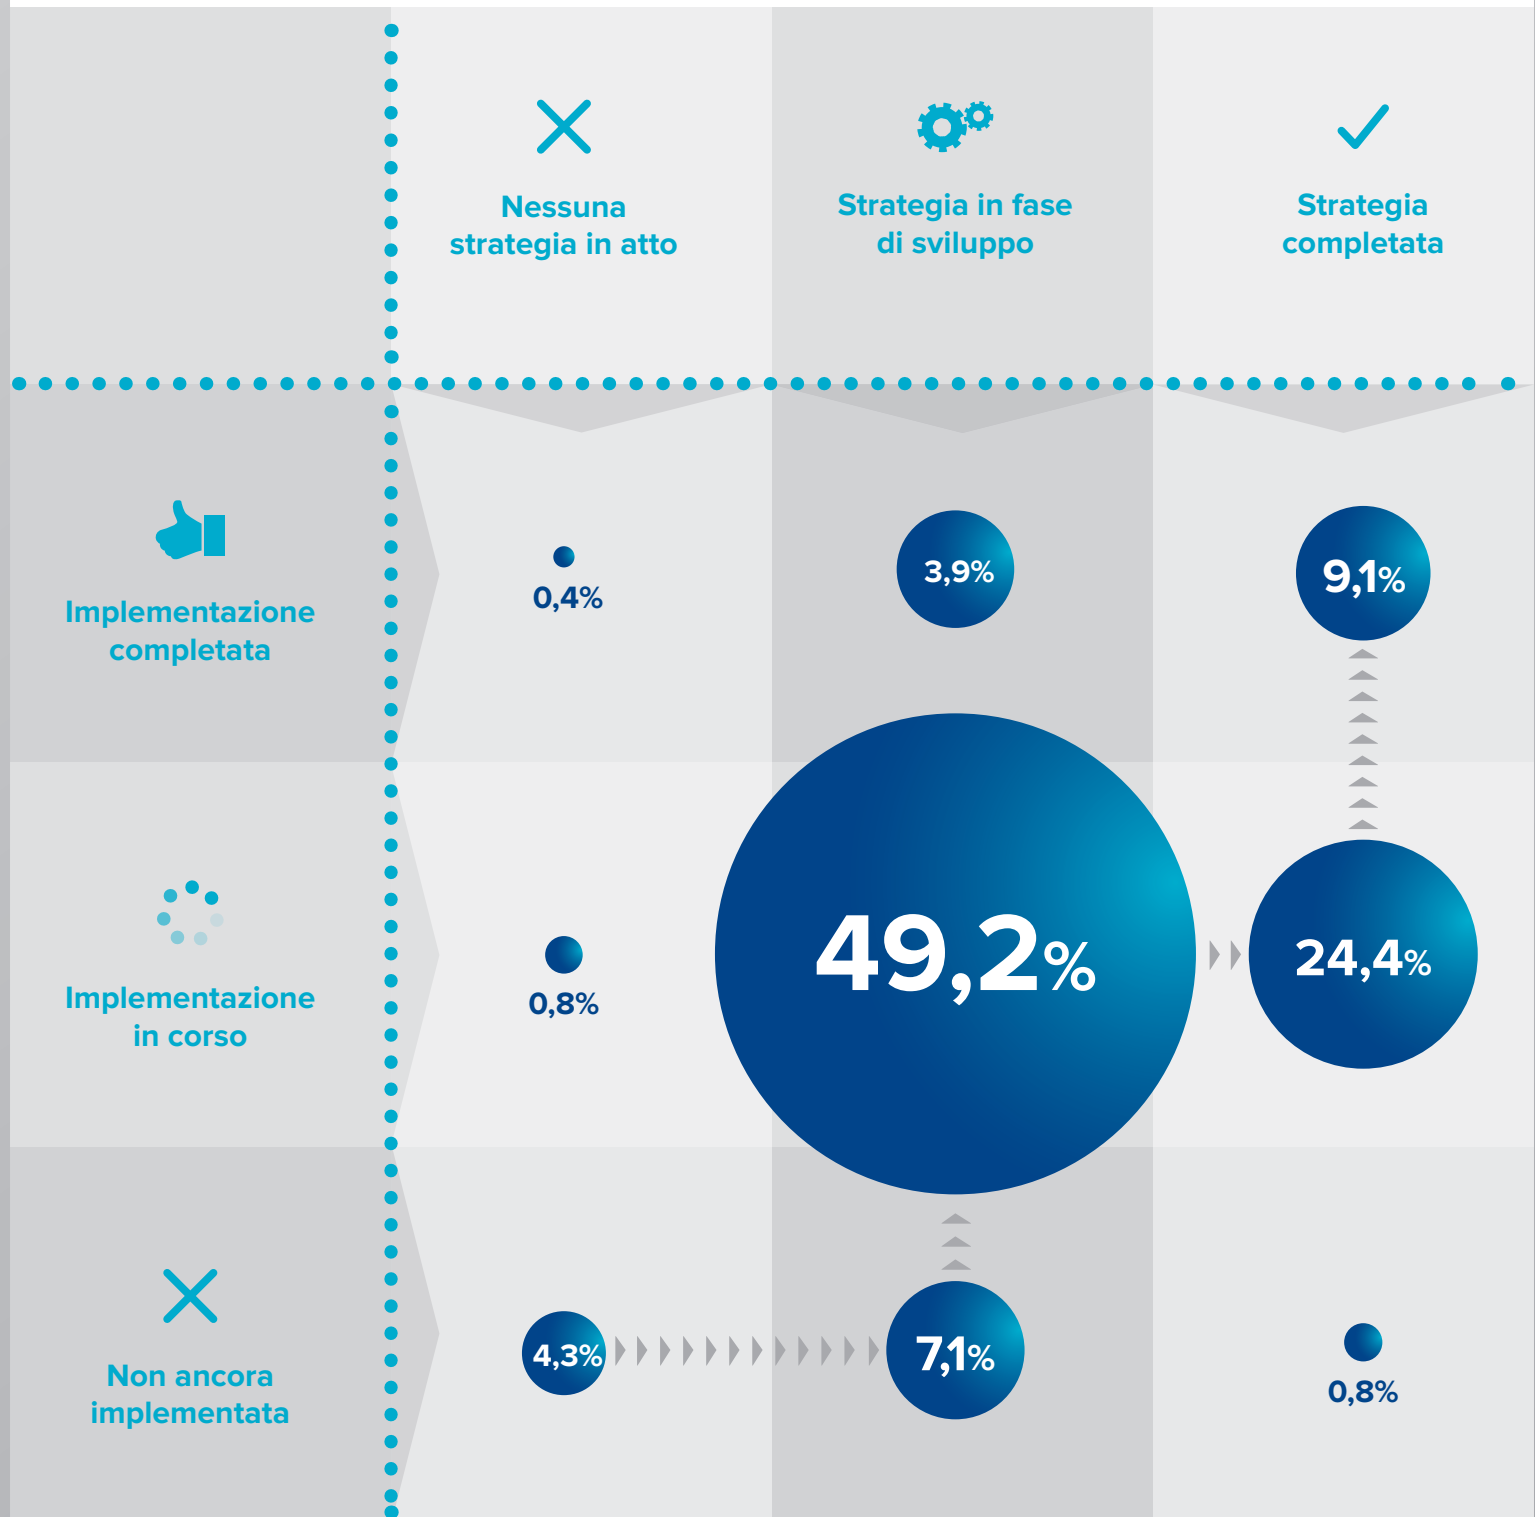 Nessuna
strategia in atto
Strategia in fase
di sviluppo
Strategia
completata
Implementazione
completata
0,4%
3,9%
9,1%
Implementazione
in corso
0,8%
49,2%
24,4%
Non ancora
implementata
4,3%
7,1%
0,8%